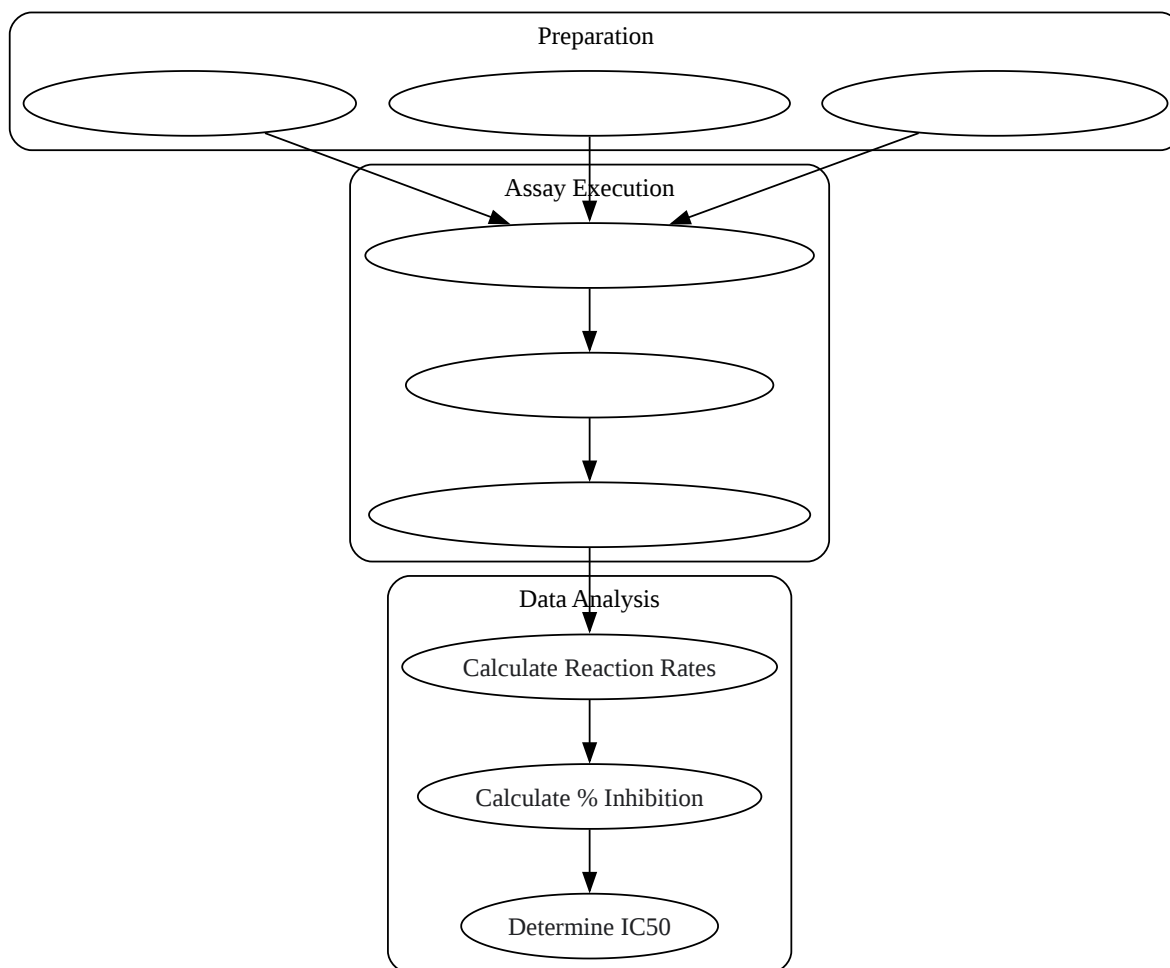 Preparation
Assay Execution
Data Analysis
Calculate Reaction Rates
Calculate % Inhibition
Determine IC50